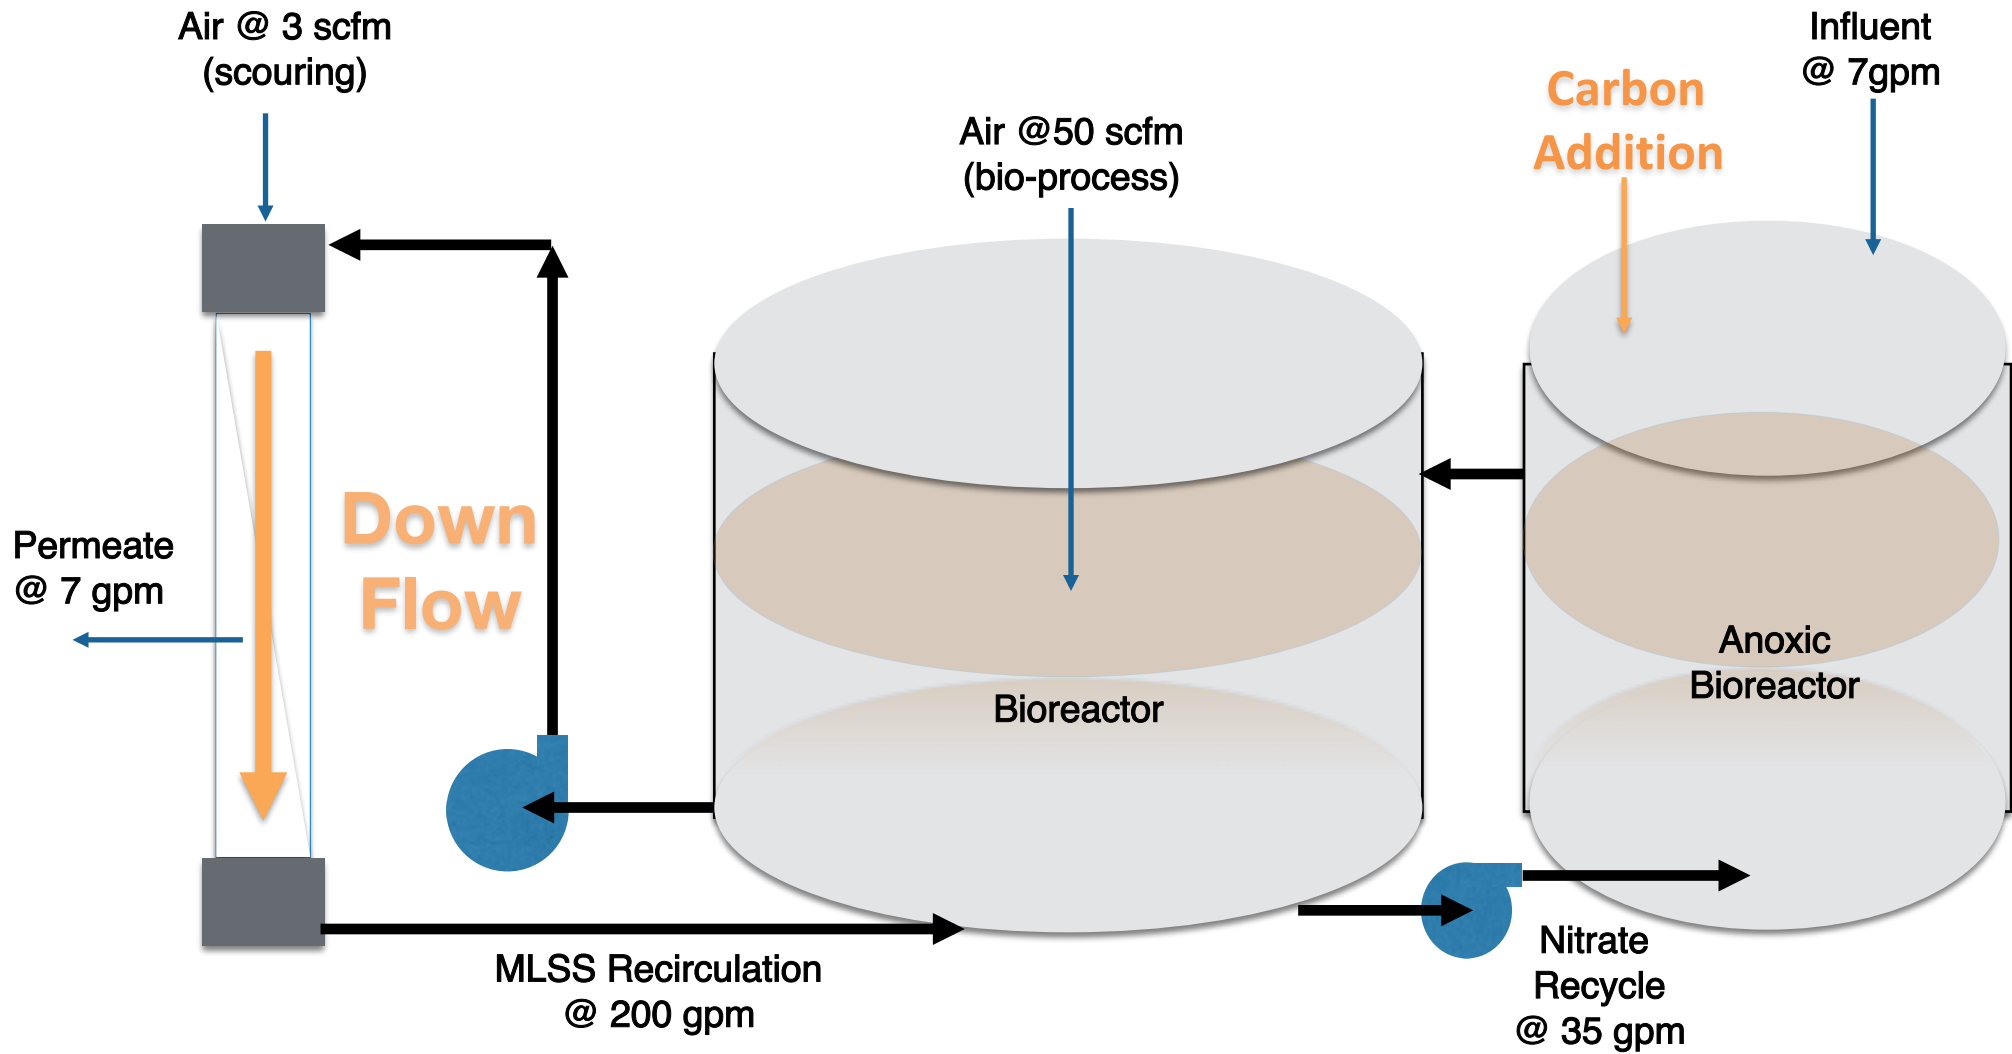 Air @ 3 scfm
(scouring)
Air @50 scfm
(bio-process)
Carbon
Addition
Influent
@ 7gpm
Down
Flow
Permeate
@ 7 gpm
Bioreactor
Anoxic
Bioreactor
MLSS Recirculation
@ 200 gpm
Nitrate
Recycle
@ 35 gpm